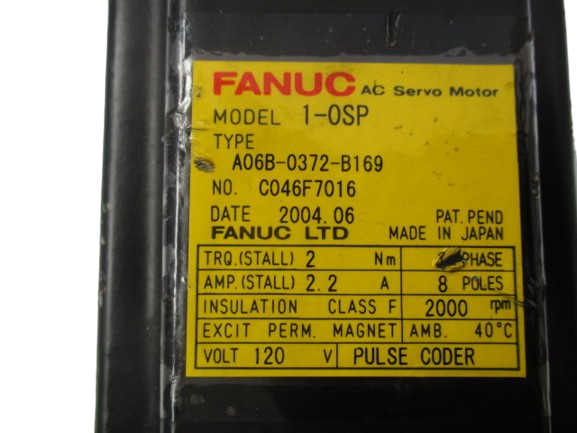 FANUC AC Servo Motor
MODEL 1-OSP
TYPE
A06B-0372-B169
NO. C046F7016
DATE 2004.06 PAT. PEND
FANUC LTD MADE IN JAPAN
TRQ.(STALL) 2 Nm PHASE
AMP.(STALL) 2.2 A 8 POLES
INSULATION CLASS F 2000 rpm
EXCIT PERM. MAGNET AMB. 40°C
VOLT 120 V PULSE CODER